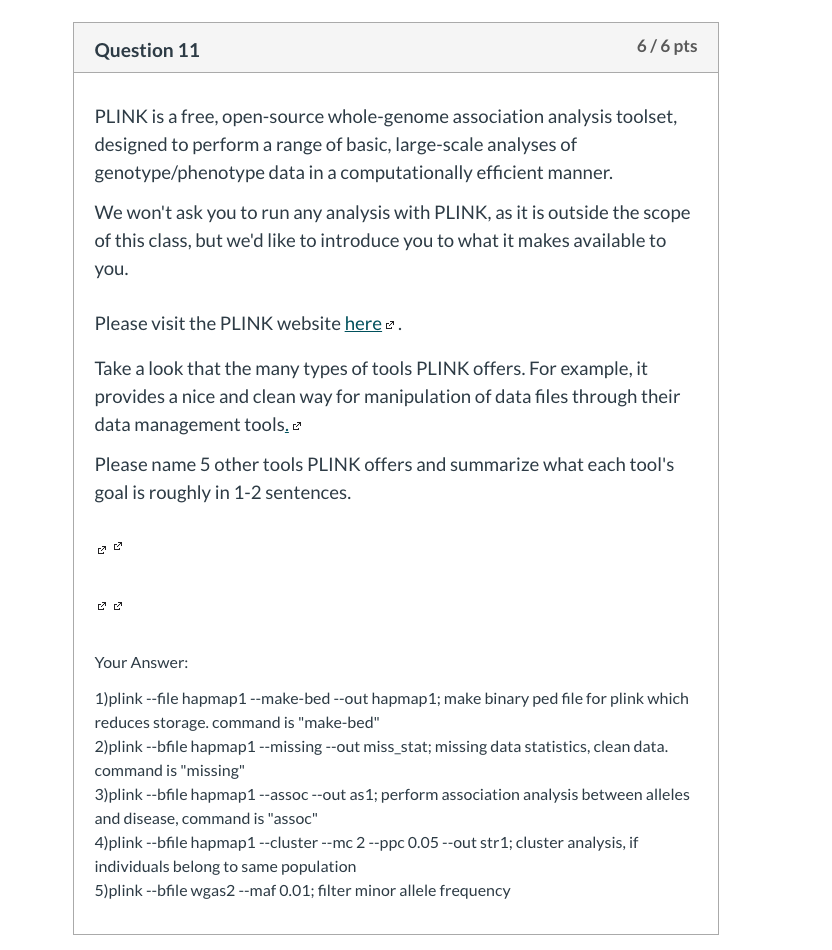 Question 11
6 / 6 pts
PLINK is a free, open-source whole-genome association analysis toolset,
designed to perform a range of basic, large-scale analyses of
genotype/phenotype data in a computationally efficient manner.
We won't ask you to run any analysis with PLINK, as it is outside the scope
of this class, but we'd like to introduce you to what it makes available to
you.
Please visit the PLINK website here .
Take a look that the many types of tools PLINK offers. For example, it
provides a nice and clean way for manipulation of data files through their
data management tools.
Please name 5 other tools PLINK offers and summarize what each tool's
goal is roughly in 1-2 sentences.
Your Answer:
1)plink --file hapmap1 --make-bed --out hapmap1; make binary ped file for plink which
reduces storage. command is "make-bed"
2)plink --bfile hapmap1 --missing --out miss_stat; missing data statistics, clean data.
command is "missing"
3)plink --bfile hapmap1 --assoc --out as1; perform association analysis between alleles
and disease, command is "assoc"
4)plink --bfile hapmap1 --cluster --mc 2 --ppc 0.05 --out str1; cluster analysis, if
individuals belong to same population
5)plink --bfile wgas2 --maf 0.01; filter minor allele frequency